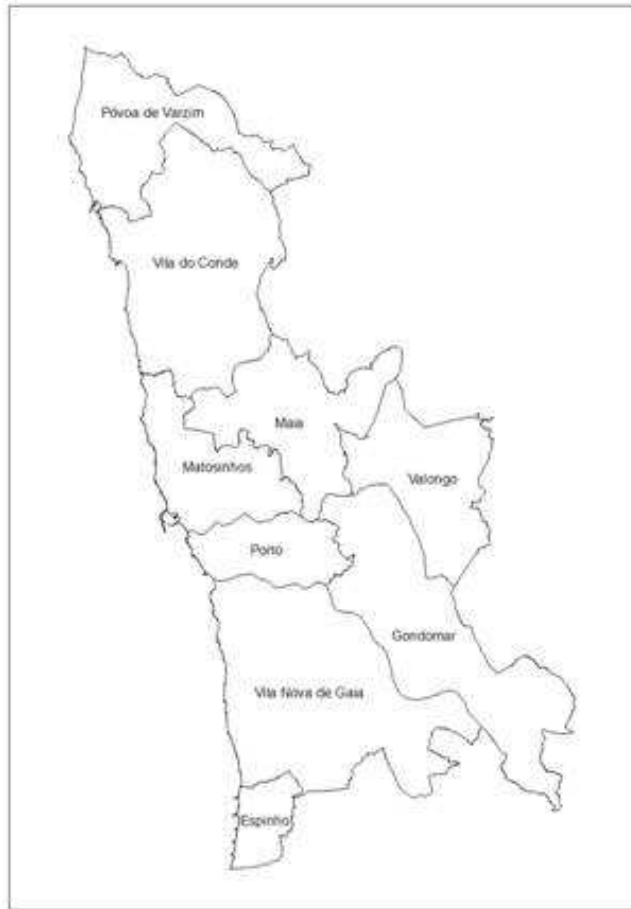 Póvoa de Varzim
Vila do Conde
Maia
Matosinhos
Valongo
Porto
Gondomar
Vila Nova de Gaia
Espinho